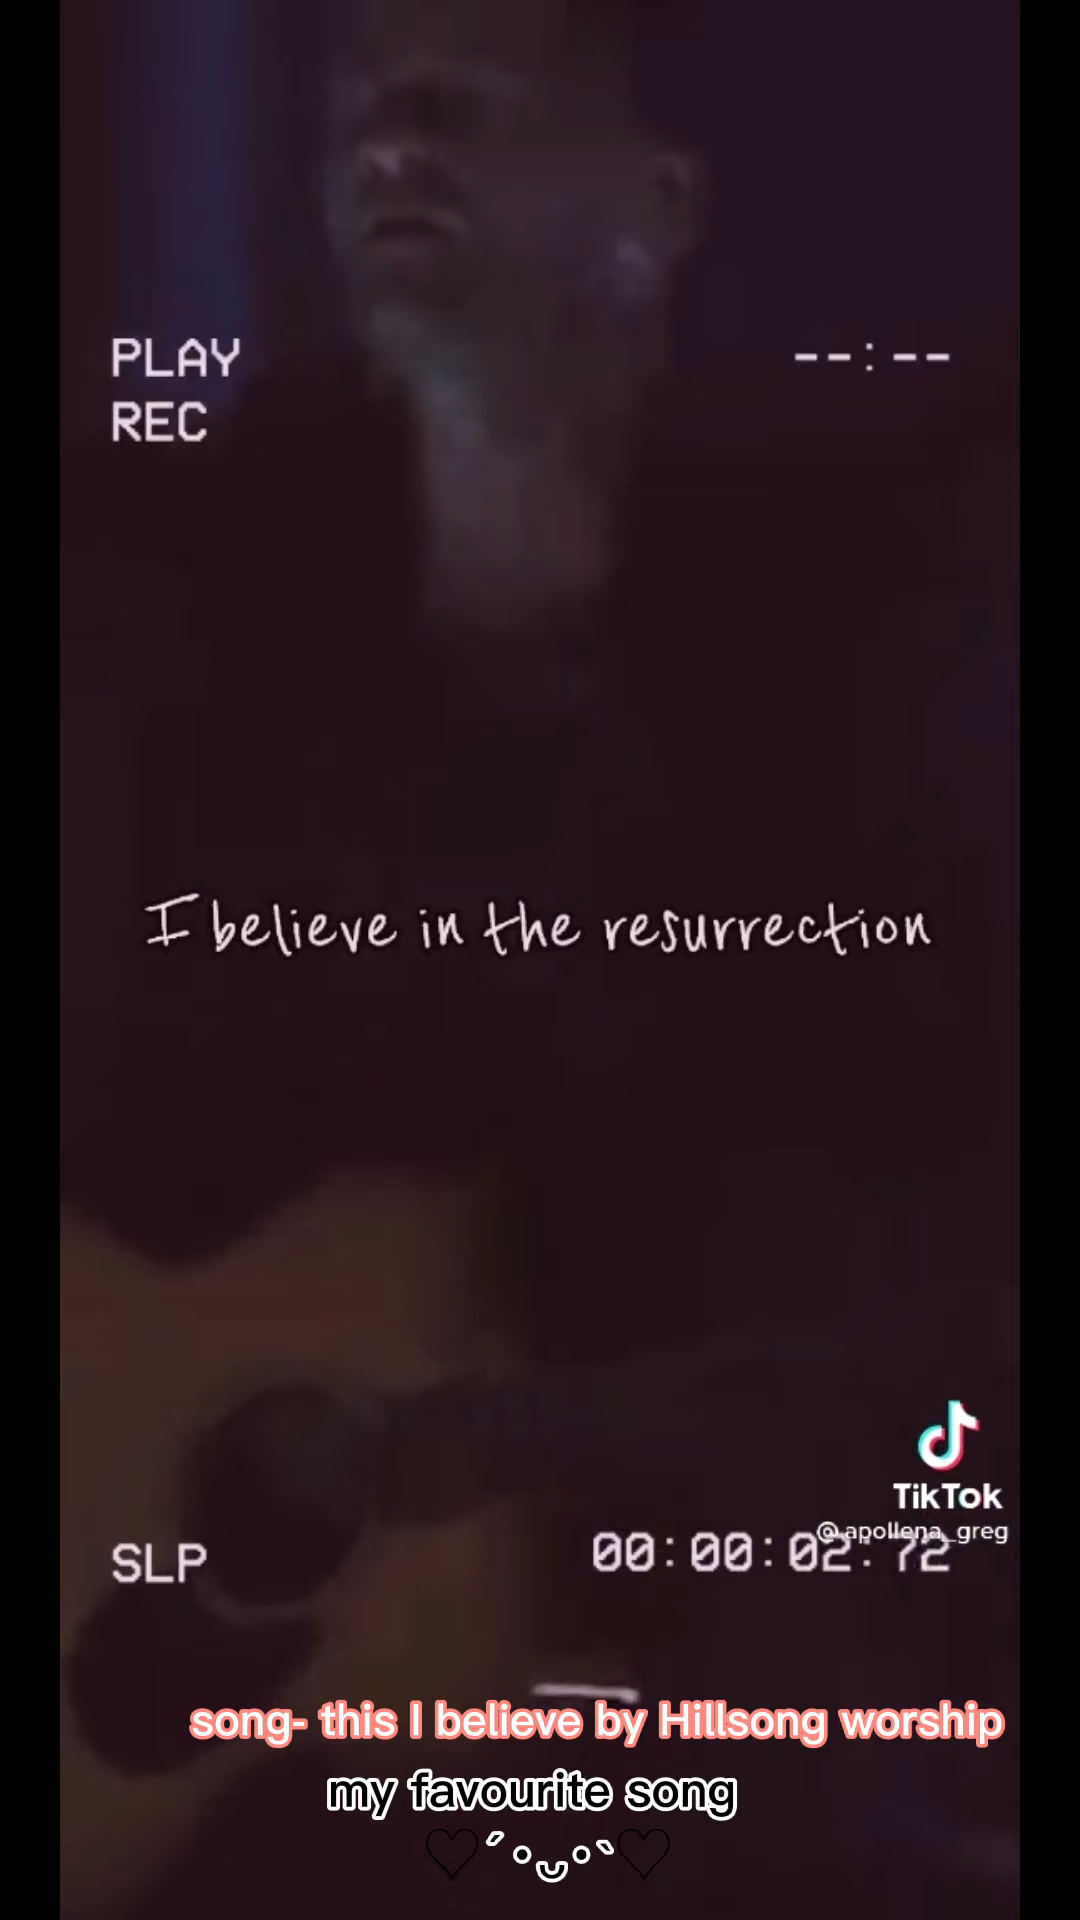 PLAY
--:--
REC
I believe in the resurrection
TikTok
@apollena_greg
SLP
00:00:02:72
song- this I believe by Hillsong worship
my favourite song
♡´°ᴗ°`♡